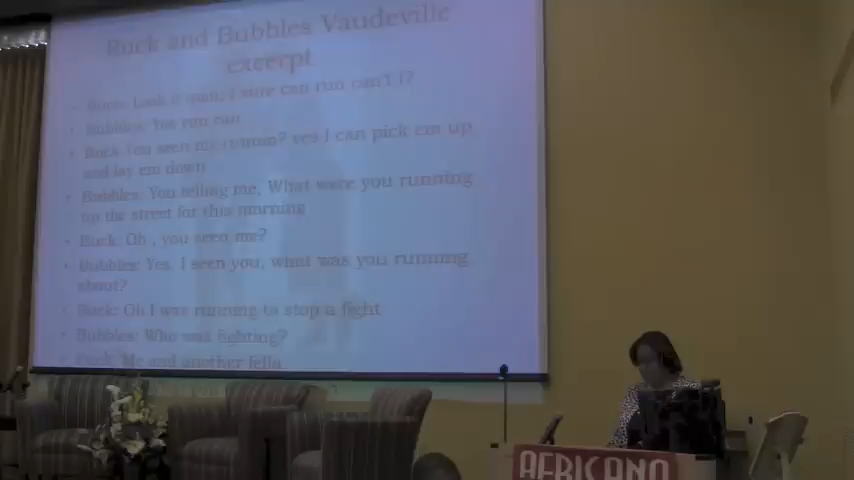 Buck and Bubbles Vaudeville
excerpt
• Buck: Look it man, I sure can run can't I?
• Bubbles: You run can
• Buck You seen me runnin? yes I can pick em up
and lay em down
• Bubbles: You telling me, What were you running
up the street for this morning
• Buck: Oh , you seen me?
• Bubbles: Yes, I seen you, what was you running
about?
• Buck: Oh I was running to stop a fight
• Bubbles: Who was fighting?
• Buck: Me and another fella.
AFRICANO